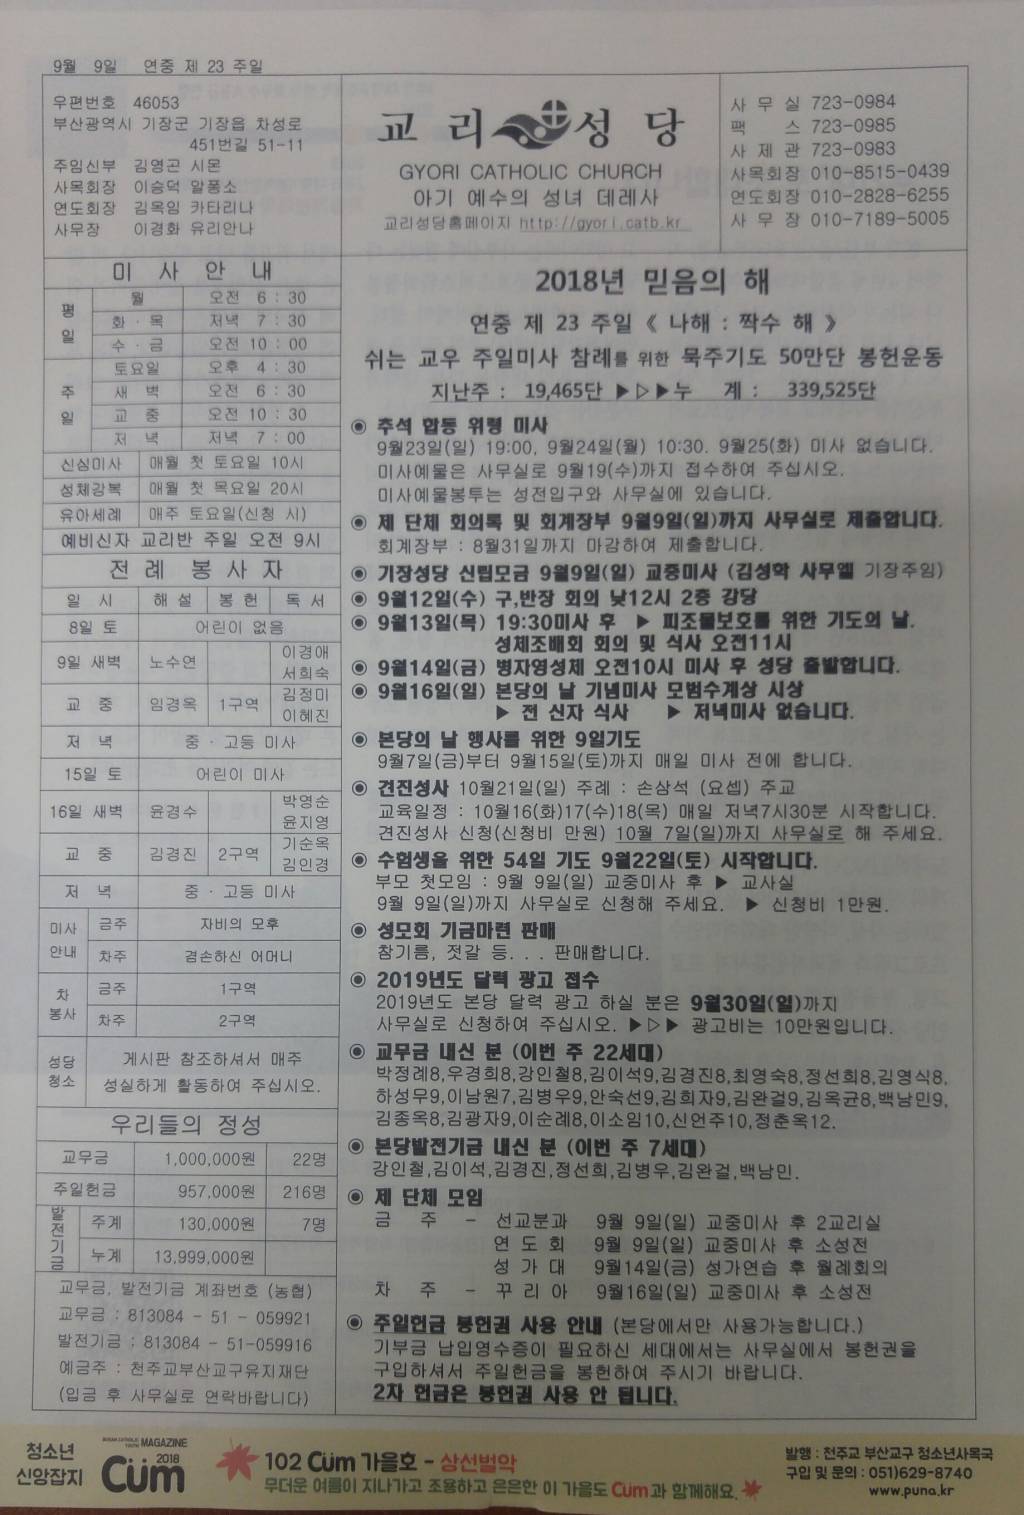 9월 9일 연중 제 23 주일
우편번호 46053
부산광역시 기장군 기장읍 차성로
451번길 51-11
주임신부 김영곤 시몬
사목회장 이승덕 알퐁소
연도회장 김옥임 카타리나
사무장 이경화 유리안나
교리 성당
GYORI CATHOLIC CHURCH
아기 예수의 성녀 데레사
교리성당홈페이지 http://gyori.catb.kr
사 무 실 723-0984
팩 스 723-0985
사 제 관 723-0983
사목회장 010-8515-0439
연도회장 010-2828-6255
사 무 장 010-7189-5005
미 사 안 내
평일 월 오전 6 : 30
화 · 목 저녁 7 : 30
수 · 금 오전 10 : 00
주일 토요일 오후 4 : 30
새 벽 오전 6 : 30
교 중 오전 10 : 30
저 녁 저녁 7 : 00
신심미사 매월 첫 토요일 10시
성체강복 매월 첫 목요일 20시
유아세례 매주 토요일(신청 시)
예비신자 교리반 주일 오전 9시
전 례 봉 사 자
일 시 해 설 봉 헌 독 서
8일 토 어린이 없음
9일 새벽 노수연 이경애 서희숙
교 중 임경옥 1구역 김정미 이혜진
저 녁 중 · 고등 미사
15일 토 어린이 미사
16일 새벽 윤경수 박영순 윤지영
교 중 김경진 2구역 기순옥 김인경
저 녁 중 · 고등 미사
미사 안내 금주 자비의 모후
차주 겸손하신 어머니
차 봉사 금주 1구역
차주 2구역
성당 청소 게시판 참조하셔서 매주
성실하게 활동하여 주십시오.
우리들의 정성
교무금 1,000,000원 22명
주일헌금 957,000원 216명
발전기금 주계 130,000원 7명
누계 13,999,000원
교무금, 발전기금 계좌번호 (농협)
교무금 : 813084 - 51 - 059921
발전기금 : 813084 - 51-059916
예금주 : 천주교부산교구유지재단
(입금 후 사무실로 연락바랍니다)
2018년 믿음의 해
연중 제 23 주일 《 나해 : 짝수 해 》
쉬는 교우 주일미사 참례를 위한 묵주기도 50만단 봉헌운동
지난주 : 19,465단 ▶▷▶누 계 : 339,525단
◉ 추석 합동 위령 미사
9월23일(일) 19:00, 9월24일(월) 10:30. 9월25(화) 미사 없습니다.
미사예물은 사무실로 9월19(수)까지 접수하여 주십시오.
미사예물봉투는 성전입구와 사무실에 있습니다.
◉ 제 단체 회의록 및 회계장부 9월9일(일)까지 사무실로 제출합니다.
회계장부 : 8월31일까지 마감하여 제출합니다.
◉ 기장성당 신립모금 9월9일(일) 교중미사 (김성학 사무엘 기장주임)
◉ 9월12일(수) 구,반장 회의 낮12시 2층 강당
◉ 9월13일(목) 19:30미사 후 ▶ 피조물보호를 위한 기도의 날.
성체조배회 회의 및 식사 오전11시
◉ 9월14일(금) 병자영성체 오전10시 미사 후 성당 출발합니다.
◉ 9월16일(일) 본당의 날 기념미사 모범수계상 시상
▶ 전 신자 식사 ▶ 저녁미사 없습니다.
◉ 본당의 날 행사를 위한 9일기도
9월7일(금)부터 9월15일(토)까지 매일 미사 전에 합니다.
◉ 견진성사 10월21일(일) 주례 : 손삼석 (요셉) 주교
교육일정 : 10월16(화)17(수)18(목) 매일 저녁7시30분 시작합니다.
견진성사 신청(신청비 만원) 10월 7일(일)까지 사무실로 해 주세요.
◉ 수험생을 위한 54일 기도 9월22일(토) 시작합니다.
부모 첫모임 : 9월 9일(일) 교중미사 후 ▶ 교사실
9월 9일(일)까지 사무실로 신청해 주세요. ▶ 신청비 1만원.
◉ 성모회 기금마련 판매
참기름, 젓갈 등. . . 판매합니다.
◉ 2019년도 달력 광고 접수
2019년도 본당 달력 광고 하실 분은 9월30일(일)까지
사무실로 신청하여 주십시오. ▶▷▶ 광고비는 10만원입니다.
◉ 교무금 내신 분 (이번 주 22세대)
박정례8,우경희8,강인철8,김이석9,김경진8,최영숙8,정선희8,김영식8,
하성무9,이남원7,김병우9,안숙선9,김희자9,김완걸9,김옥균8,백남민9,
김종옥8,김광자9,이순례8,이소임10,신언주10,정춘옥12.
◉ 본당발전기금 내신 분 (이번 주 7세대)
강인철,김이석,김경진,정선희,김병우,김완걸,백남민.
◉ 제 단체 모임
금 주 - 선교분과 9월 9일(일) 교중미사 후 2교리실
연 도 회 9월 9일(일) 교중미사 후 소성전
성 가 대 9월14일(금) 성가연습 후 월례회의
차 주 - 꾸 리 아 9월16일(일) 교중미사 후 소성전
◉ 주일헌금 봉헌권 사용 안내 (본당에서만 사용가능합니다.)
기부금 납입영수증이 필요하신 세대에서는 사무실에서 봉헌권을
구입하셔서 주일헌금을 봉헌하여 주시기 바랍니다.
2차 헌금은 봉헌권 사용 안 됩니다.
청소년
신앙잡지
BUSAN CATHOLIC YOUTH MAGAZINE
2018
Cüm
102 Cüm 가을호 - 상선벌악
무더운 여름이 지나가고 조용하고 은은한 이 가을도 Cüm과 함께해요.
발행 : 천주교 부산교구 청소년사목국
구입 및 문의 : 051)629-8740
www.puna.kr